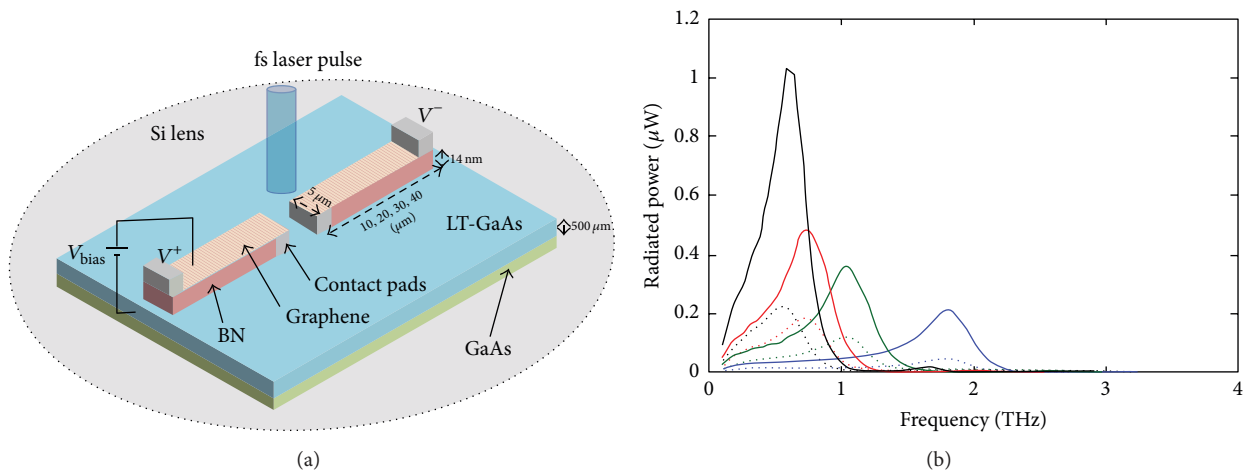 fs laser pulse
Si lens
V−
14 nm
5 μm
10, 20, 30, 40
(μm)
LT-GaAs
500 μm
Vbias
V+
Contact pads
Graphene
BN
GaAs
(a)
1.2
1
0.8
0.6
0.4
0.2
0
Radiated power (μW)
0 1 2 3 4
Frequency (THz)
(b)